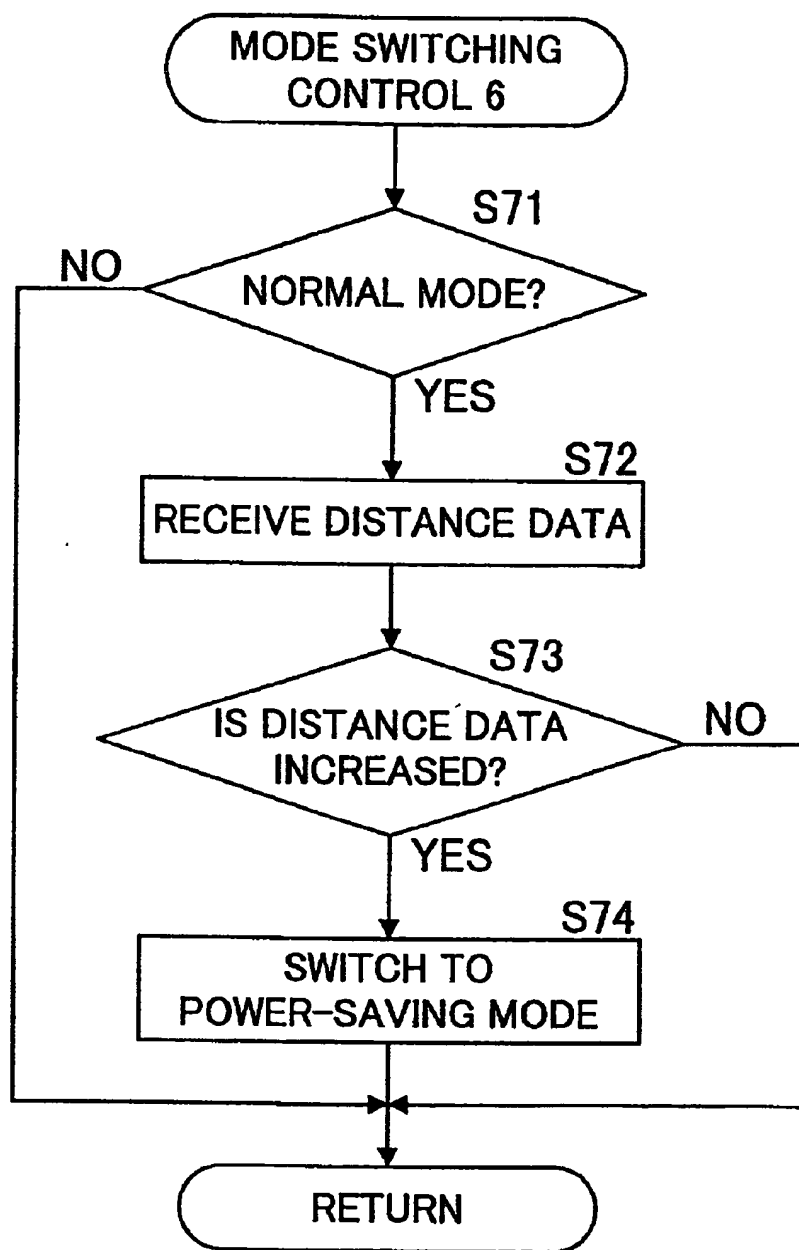 MODE SWITCHING
CONTROL 6
S71
NO
NORMAL MODE?
YES
S72
RECEIVE DISTANCE DATA
S73
IS DISTANCE DATA
INCREASED?
NO
YES
S74
SWITCH TO
POWER-SAVING MODE
RETURN